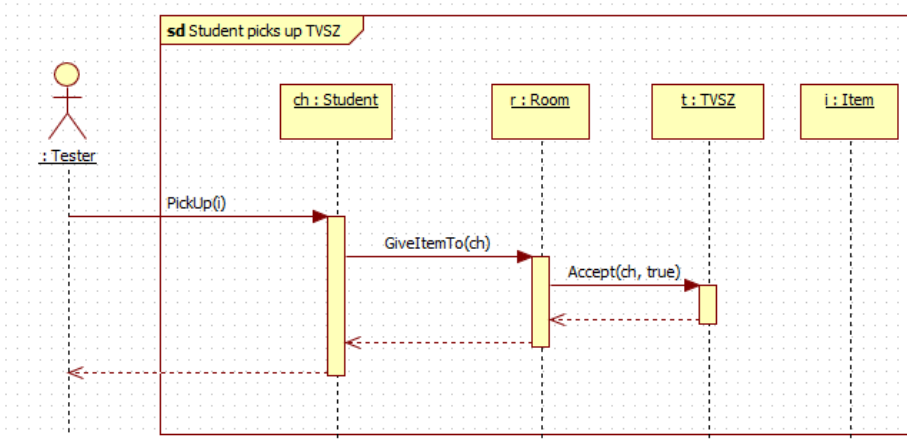 sd Student picks up TVSZ
ch : Student
r : Room
t : TVSZ
i : Item
: Tester
PickUp(i)
GiveItemTo(ch)
Accept(ch, true)